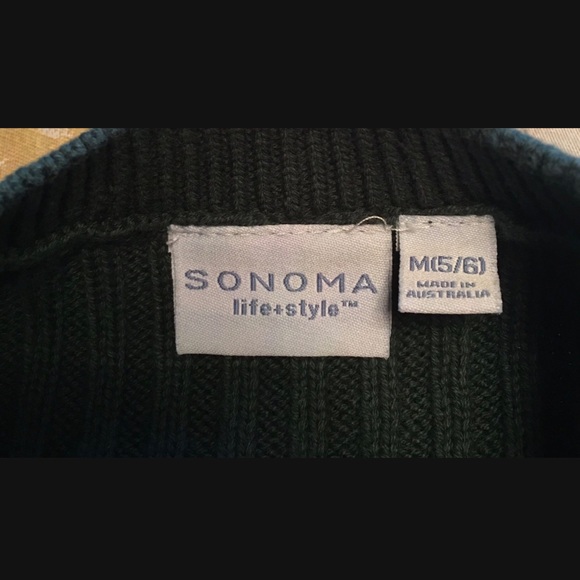 SONOMA
life+style™
M(5/6)
MADE IN
AUSTRALIA